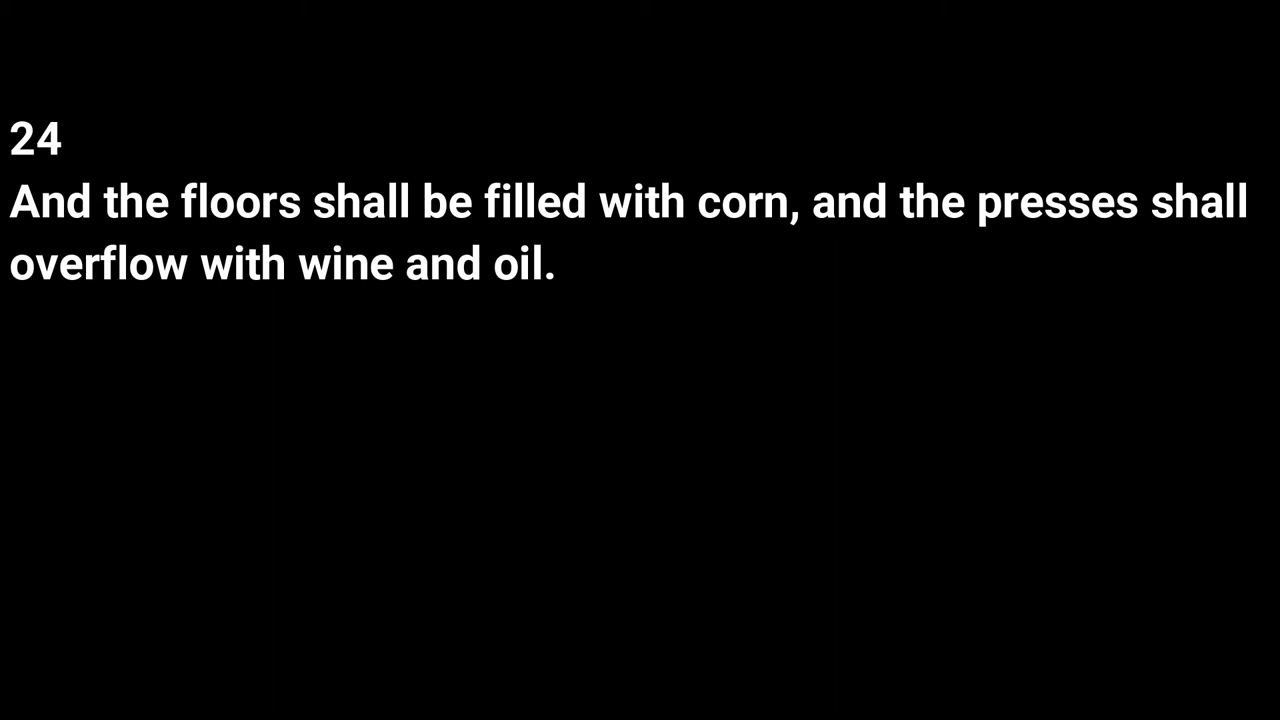 24
And the floors shall be filled with corn, and the presses shall
overflow with wine and oil.